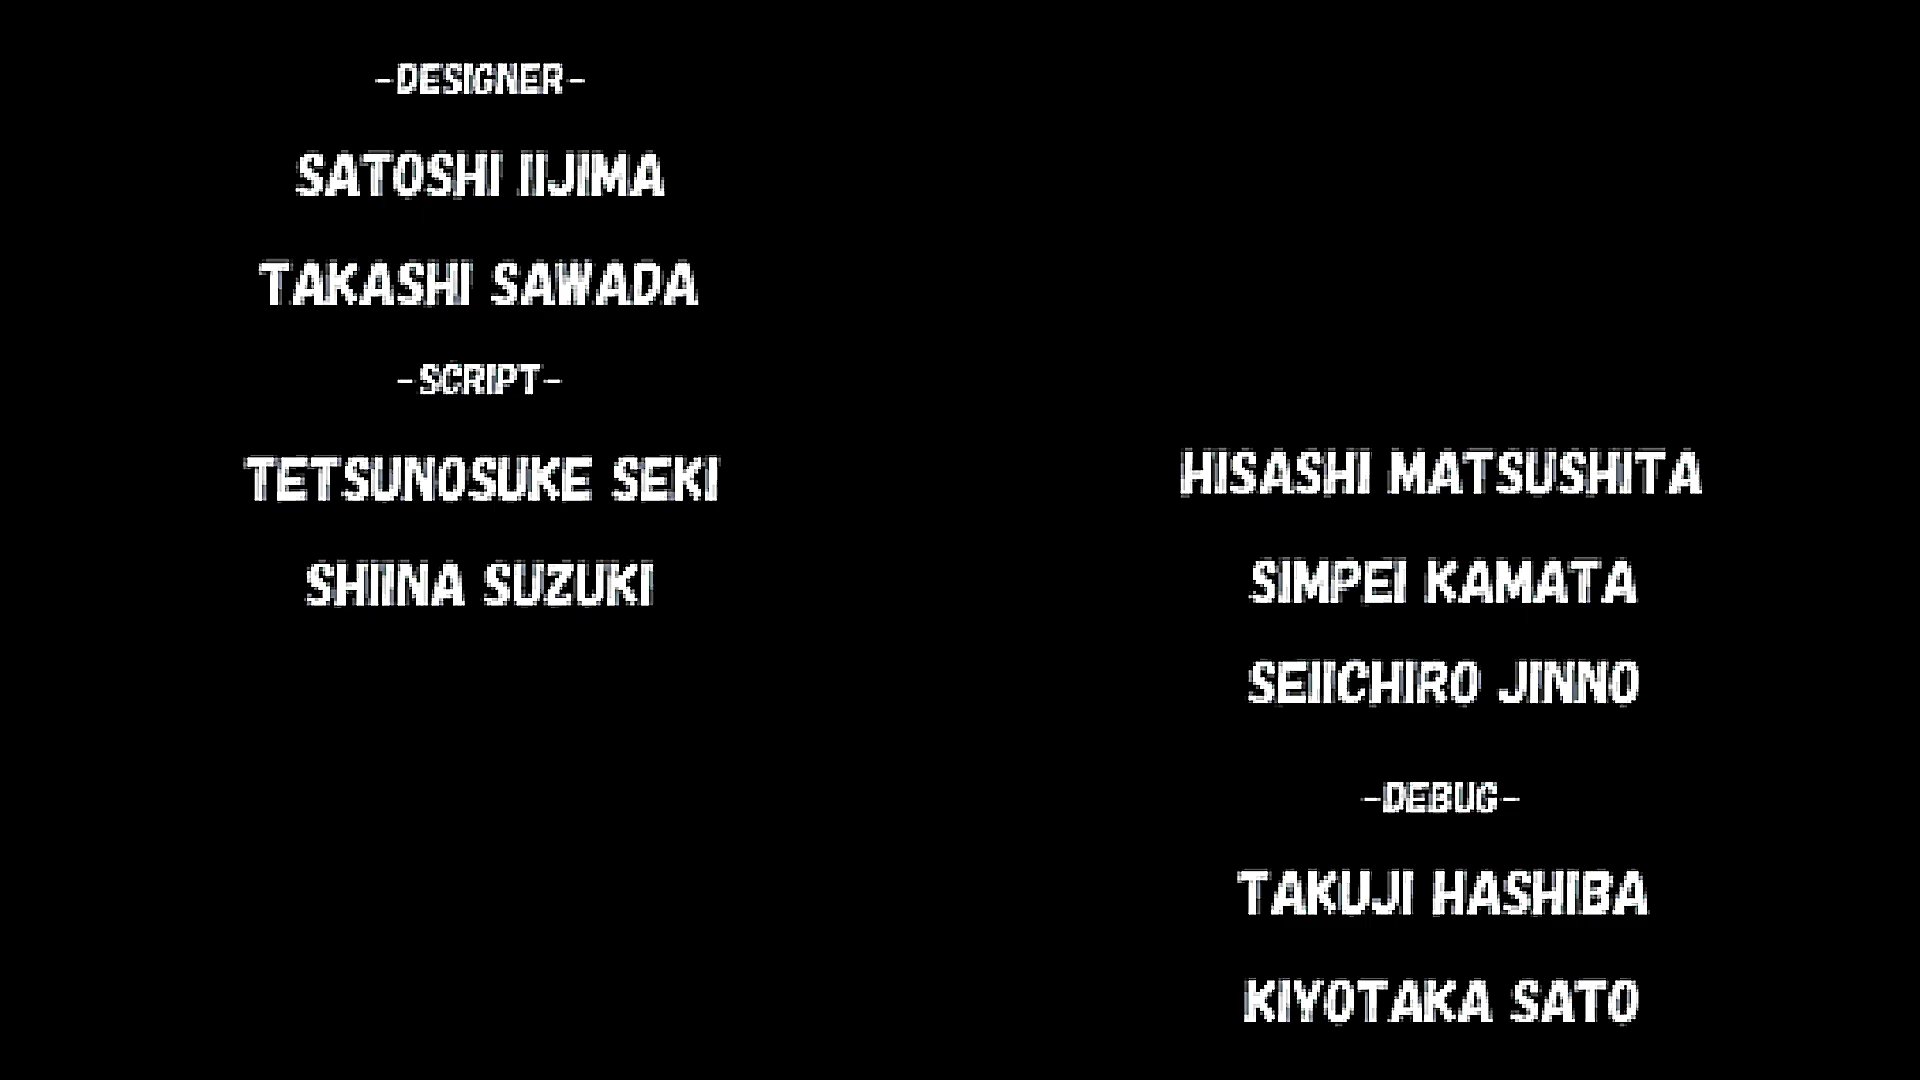 -DESIGNER-
SATOSHI IIJIMA
TAKASHI SAWADA
-SCRIPT-
TETSUNOSUKE SEKI
SHIINA SUZUKI
HISASHI MATSUSHITA
SIMPEI KAMATA
SEIICHIRO JINNO
-DEBUG-
TAKUJI HASHIBA
KIYOTAKA SATO